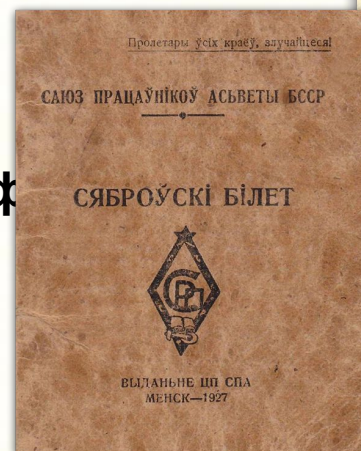 Пролетары ўсіх краёў, злучайцеся!
САЮЗ ПРАЦАЎНІКОЎ АСЬВЕТЫ БССР
СЯБРОЎСКІ БІЛЕТ
ВЫДАНЬНЕ ЦП СПА
МЕНСК—1927